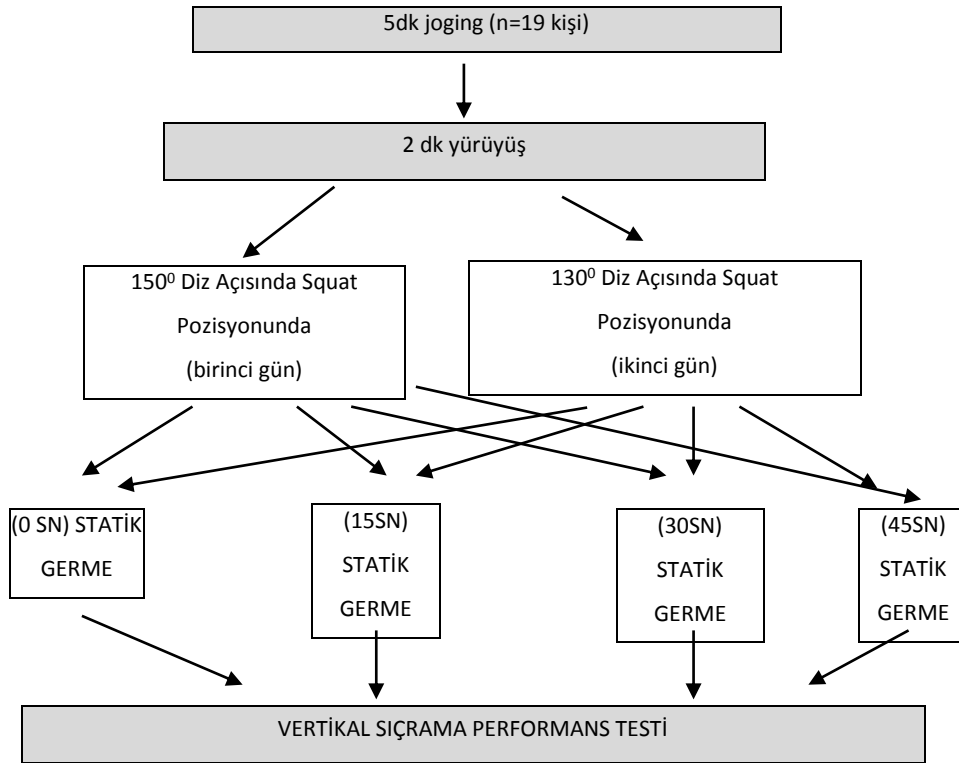 5dk joging (n=19 kişi)
2 dk yürüyüş
150⁰ Diz Açısında Squat
Pozisyonunda
(birinci gün)
130⁰ Diz Açısında Squat
Pozisyonunda
(ikinci gün)
(0 SN) STATİK
GERME
(15SN)
STATİK
GERME
(30SN)
STATİK
GERME
(45SN)
STATİK
GERME
VERTİKAL SIÇRAMA PERFORMANS TESTİ